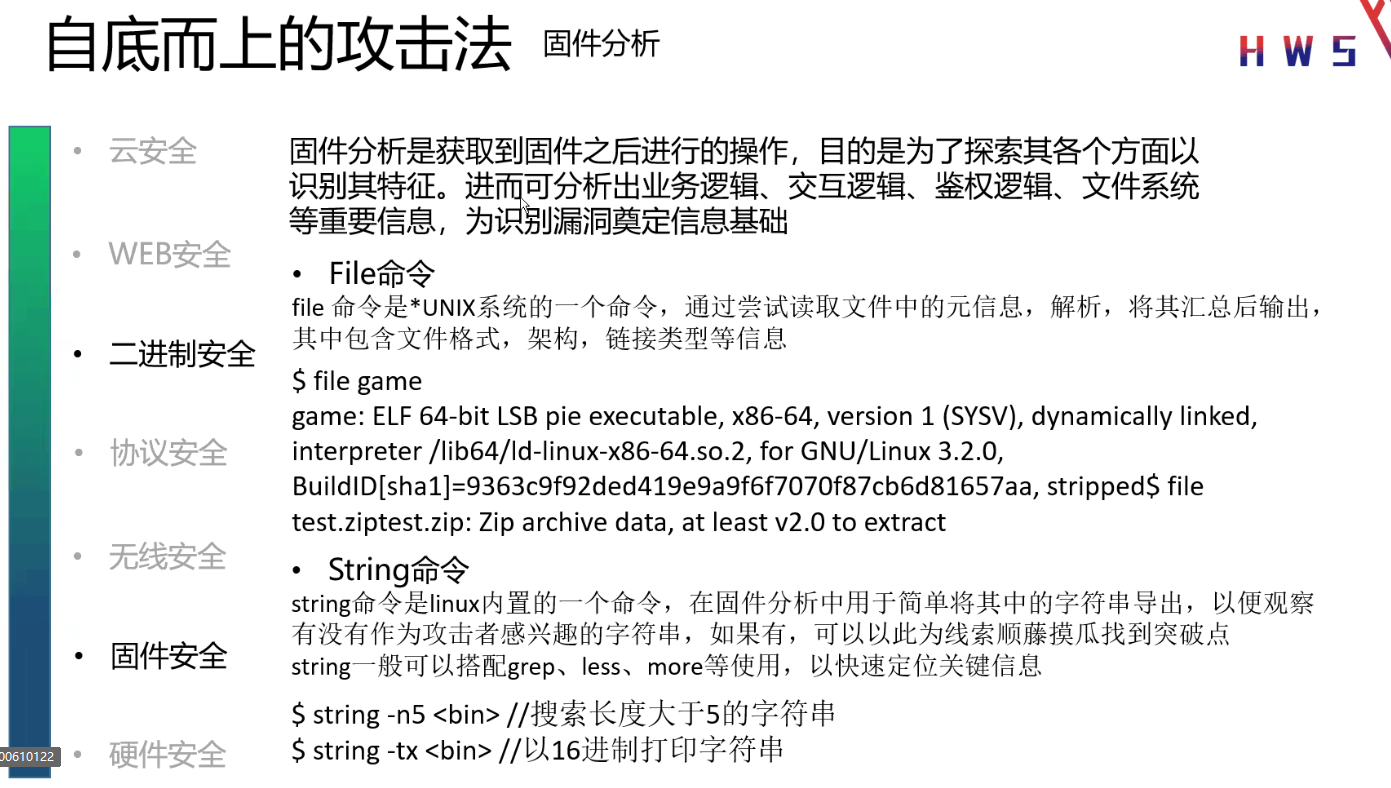 自底而上的攻击法 固件分析
HWS
云安全
WEB安全
二进制安全
协议安全
无线安全
固件安全
硬件安全
00610122
固件分析是获取到固件之后进行的操作，目的是为了探索其各个方面以
识别其特征。进而可分析出业务逻辑、交互逻辑、鉴权逻辑、文件系统
等重要信息，为识别漏洞奠定信息基础
• File命令
file 命令是*UNIX系统的一个命令，通过尝试读取文件中的元信息，解析，将其汇总后输出，
其中包含文件格式，架构，链接类型等信息
$ file game
game: ELF 64-bit LSB pie executable, x86-64, version 1 (SYSV), dynamically linked,
interpreter /lib64/ld-linux-x86-64.so.2, for GNU/Linux 3.2.0,
BuildID[sha1]=9363c9f92ded419e9a9f6f7070f87cb6d81657aa, stripped$ file
test.ziptest.zip: Zip archive data, at least v2.0 to extract
• String命令
string命令是linux内置的一个命令，在固件分析中用于简单将其中的字符串导出，以便观察
有没有作为攻击者感兴趣的字符串，如果有，可以以此为线索顺藤摸瓜找到突破点
string一般可以搭配grep、less、more等使用，以快速定位关键信息
$ string -n5 <bin> //搜索长度大于5的字符串
$ string -tx <bin> //以16进制打印字符串